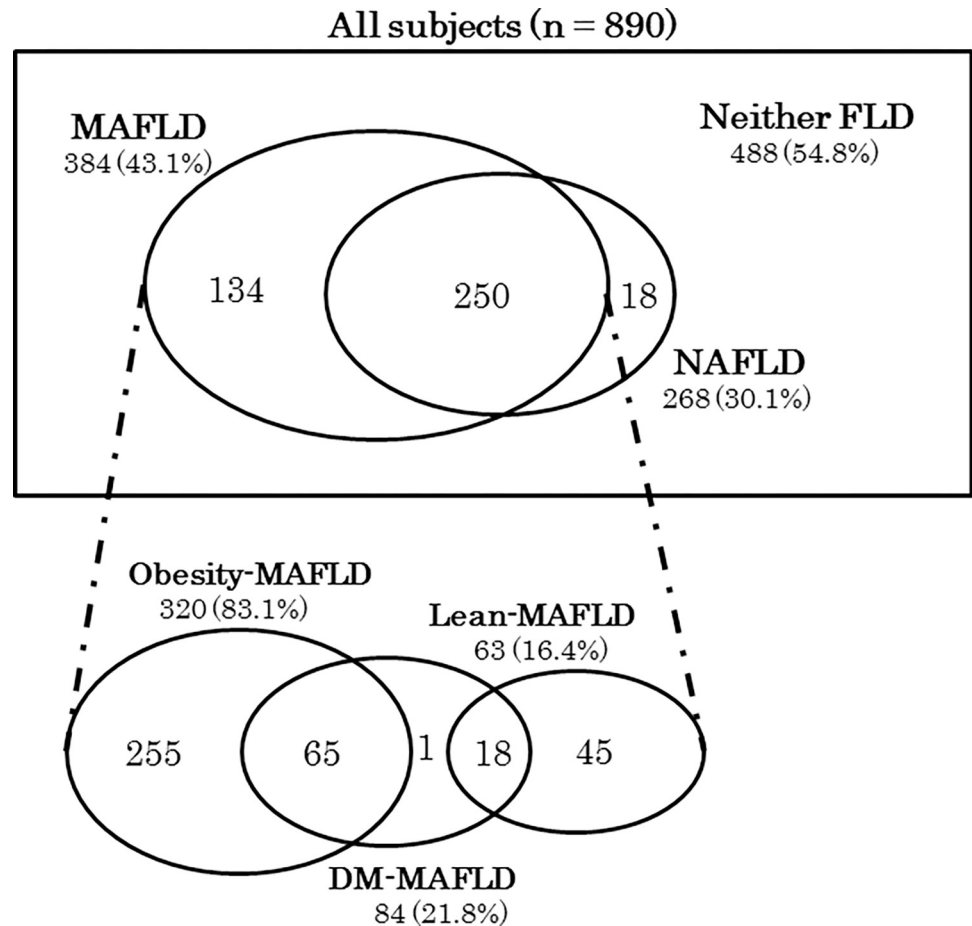 All subjects (n = 890)
MAFLD
384 (43.1%)
Neither FLD
488 (54.8%)
134
250
18
NAFLD
268 (30.1%)
Obesity-MAFLD
320 (83.1%)
Lean-MAFLD
63 (16.4%)
255
65
1
18
45
DM-MAFLD
84 (21.8%)